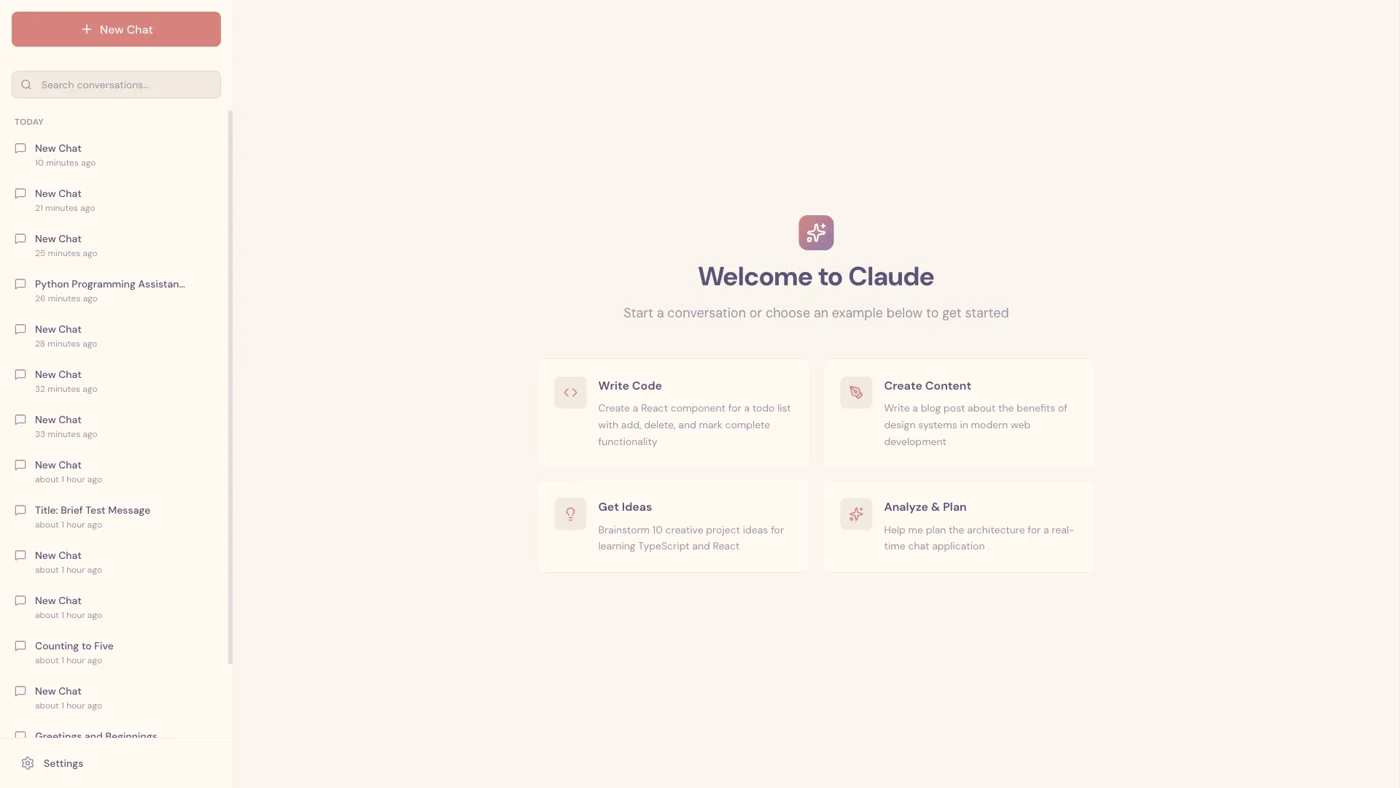 New Chat
Search conversations...
TODAY
New Chat
10 minutes ago
New Chat
21 minutes ago
New Chat
25 minutes ago
Python Programming Assistan...
26 minutes ago
New Chat
28 minutes ago
New Chat
32 minutes ago
New Chat
33 minutes ago
New Chat
about 1 hour ago
Title: Brief Test Message
about 1 hour ago
New Chat
about 1 hour ago
New Chat
about 1 hour ago
Counting to Five
about 1 hour ago
New Chat
about 1 hour ago
Greetings and Beginnings
Settings
Welcome to Claude
Start a conversation or choose an example below to get started
Write Code
Create a React component for a todo list
with add, delete, and mark complete
functionality
Create Content
Write a blog post about the benefits of
design systems in modern web
development
Get Ideas
Brainstorm 10 creative project ideas for
learning TypeScript and React
Analyze & Plan
Help me plan the architecture for a real-
time chat application